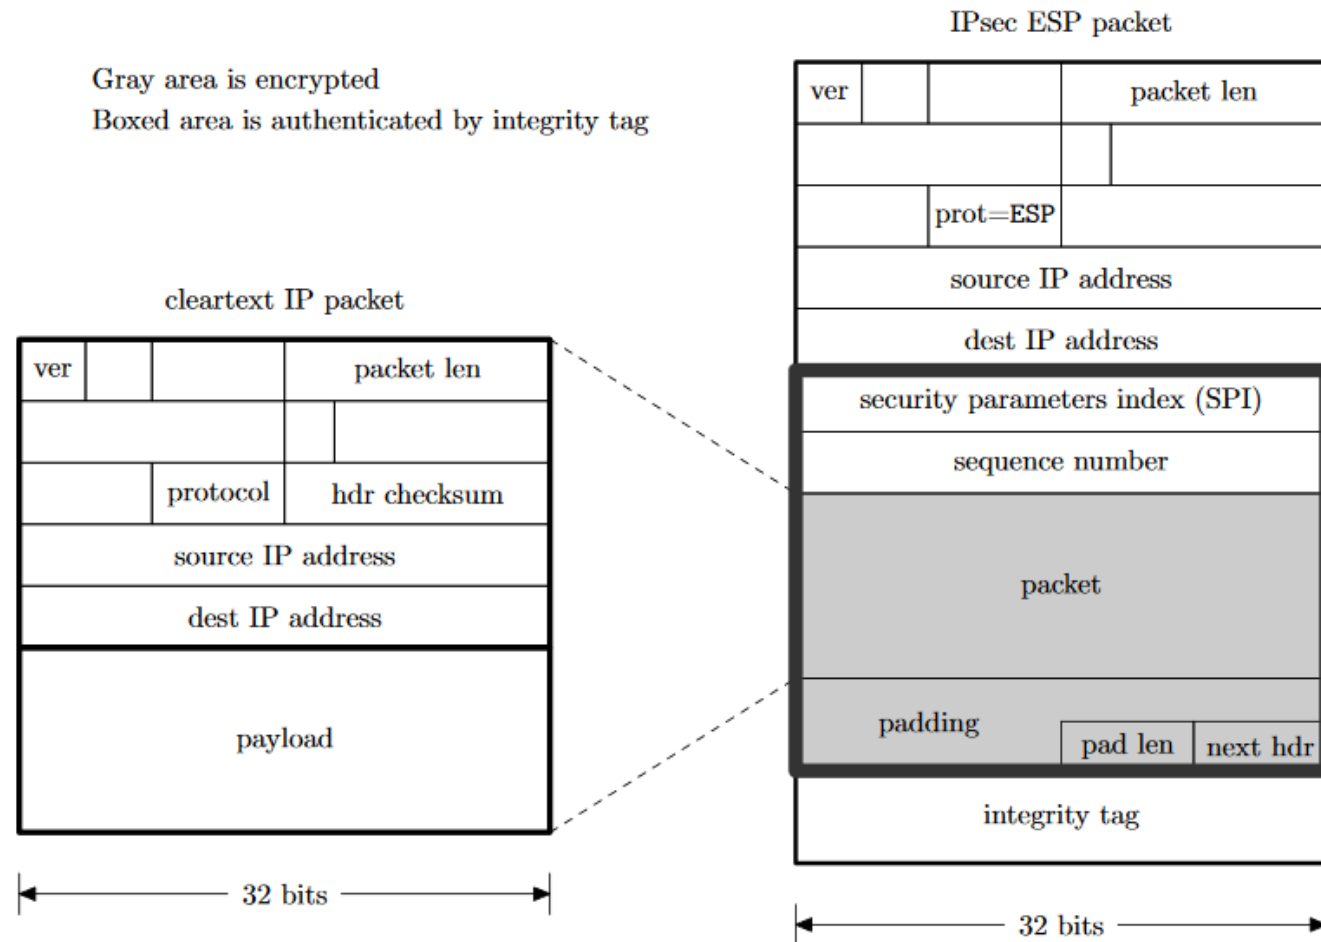 IPsec ESP packet
Gray area is encrypted
Boxed area is authenticated by integrity tag
ver packet len
prot=ESP
source IP address
dest IP address
security parameters index (SPI)
sequence number
packet
padding
pad len next hdr
integrity tag
32 bits
cleartext IP packet
ver packet len
protocol hdr checksum
source IP address
dest IP address
payload
32 bits